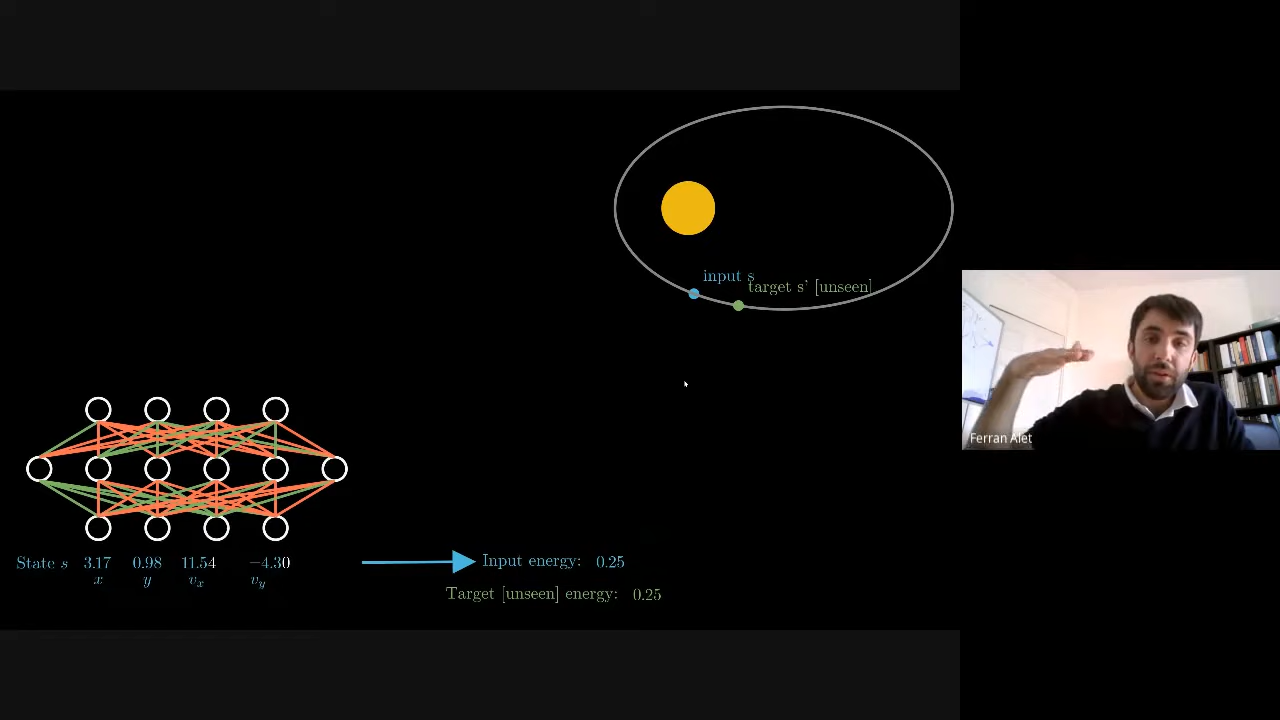 input s
target s' [unseen]
Ferran Alet
State s 3.17 0.98 11.54 −4.30
x y vₓ v_y
Input energy: 0.25
Target [unseen] energy: 0.25